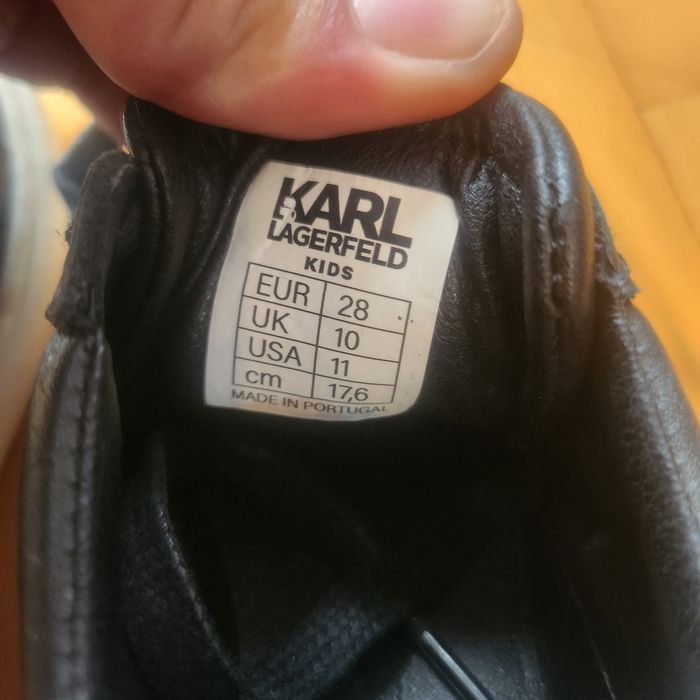 KARL
LAGERFELD
KIDS
EUR 28
UK 10
USA 11
cm 17,6
MADE IN PORTUGAL